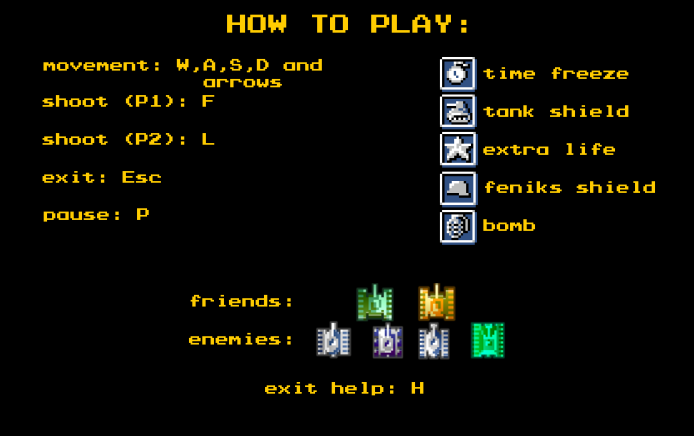 HOW TO PLAY:
movement: W,A,S,D and
arrows
shoot (P1): F
shoot (P2): L
exit: Esc
pause: P
time freeze
tank shield
extra life
feniks shield
bomb
friends:
enemies:
exit help: H